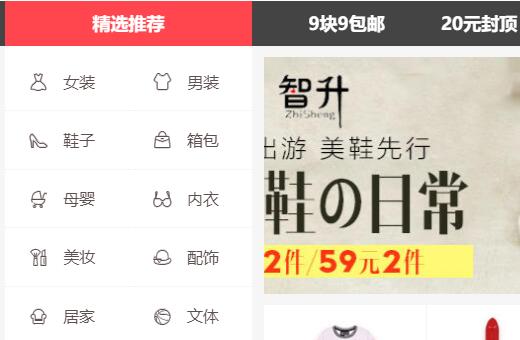 精选推荐 9块9包邮 20元封顶
女装 男装
鞋子 箱包
母婴 内衣
美妆 配饰
居家 文体
智升
ZhiSheng
出游 美鞋先行
鞋の日常
2件/59元2件